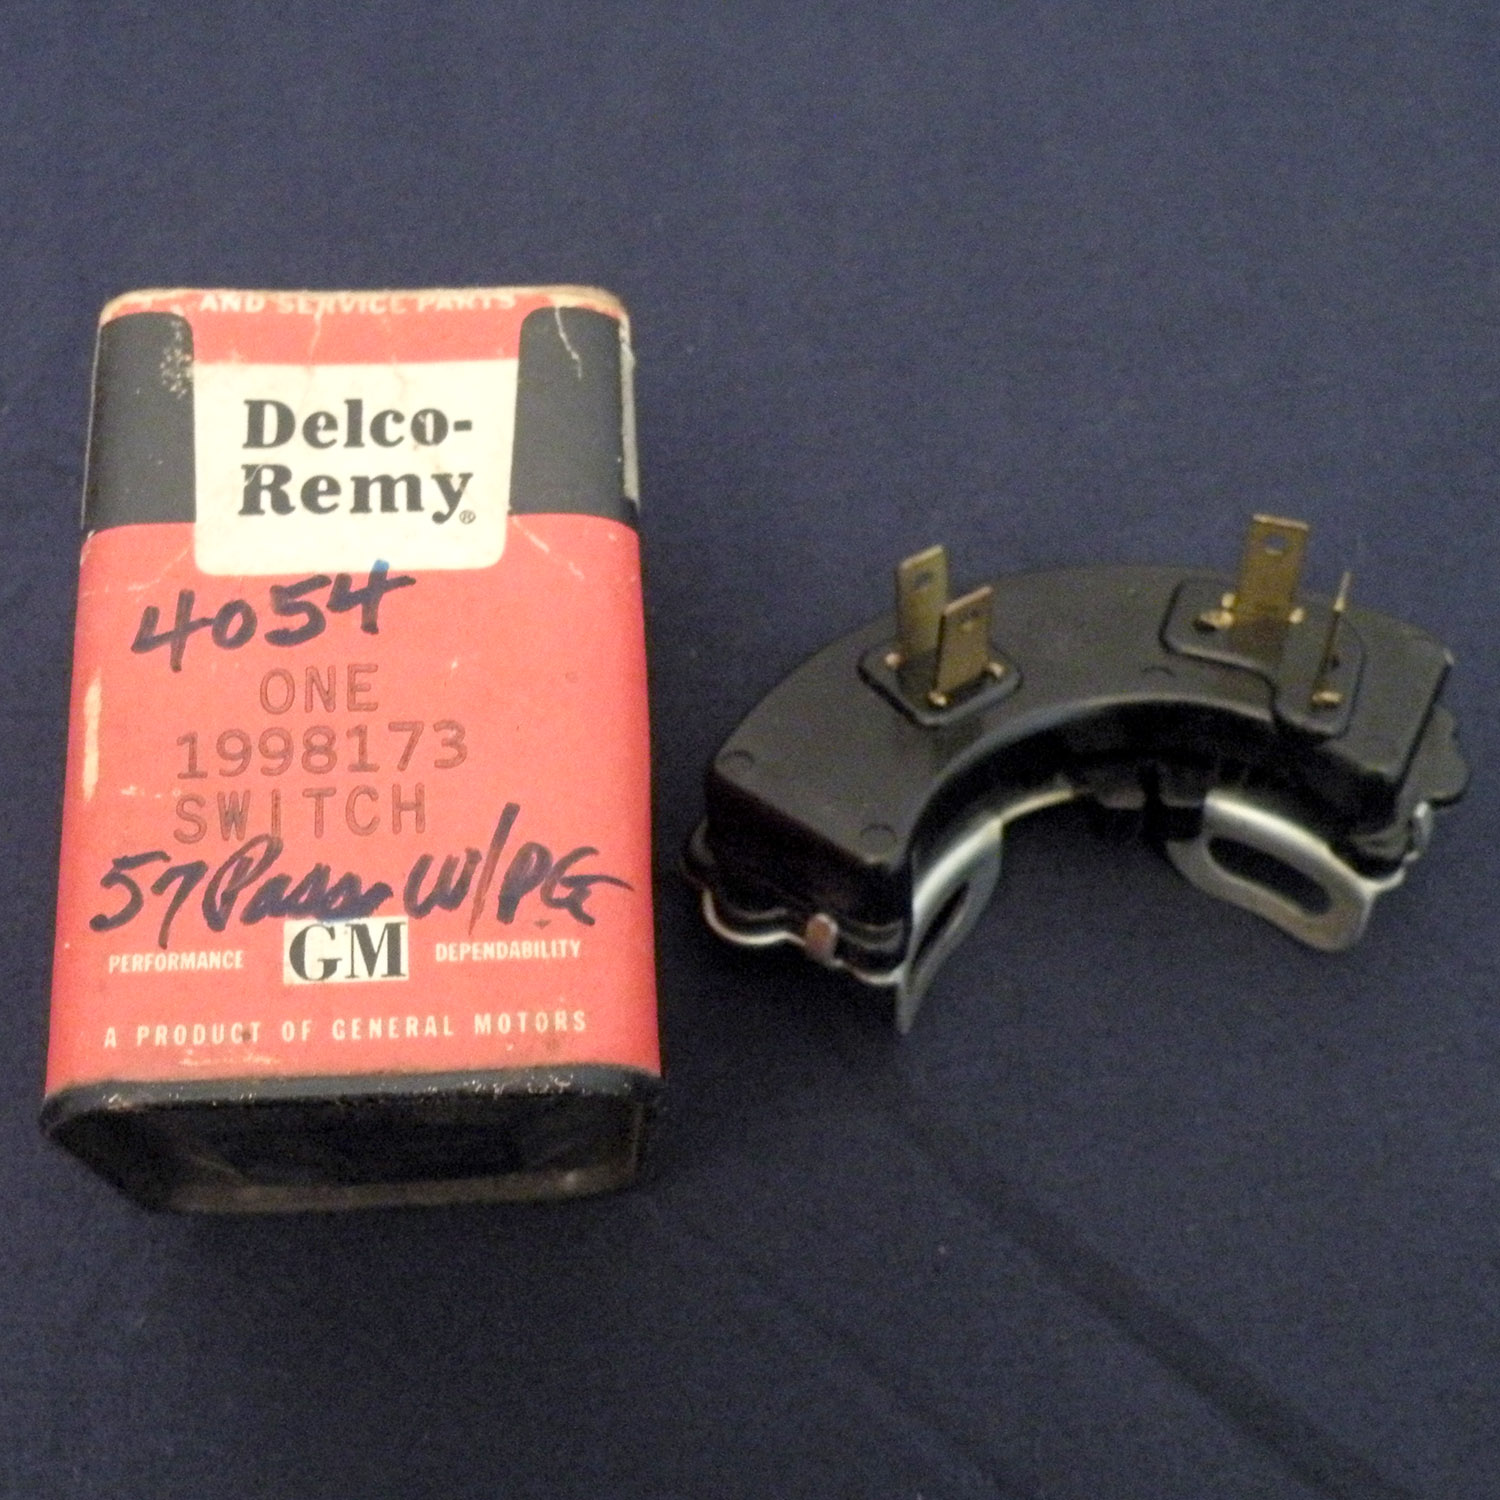 AND SERVICE PARTS
Delco-
Remy®
4054
ONE
1998173
SWITCH
57 Pass W/PG
PERFORMANCE GM DEPENDABILITY
A PRODUCT OF GENERAL MOTORS